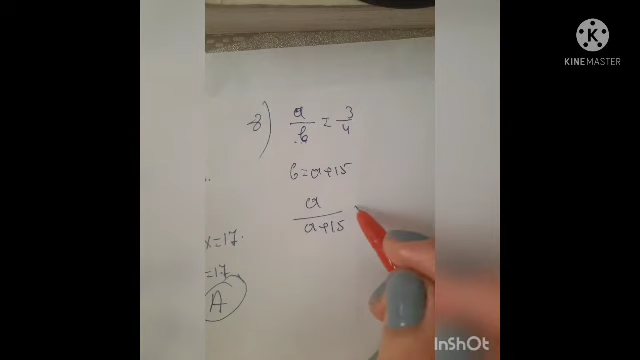 8) a/b = 3/4
b=a+15
a/a+15
x=17.
=17.
A
K
KINEMASTER
InShOt